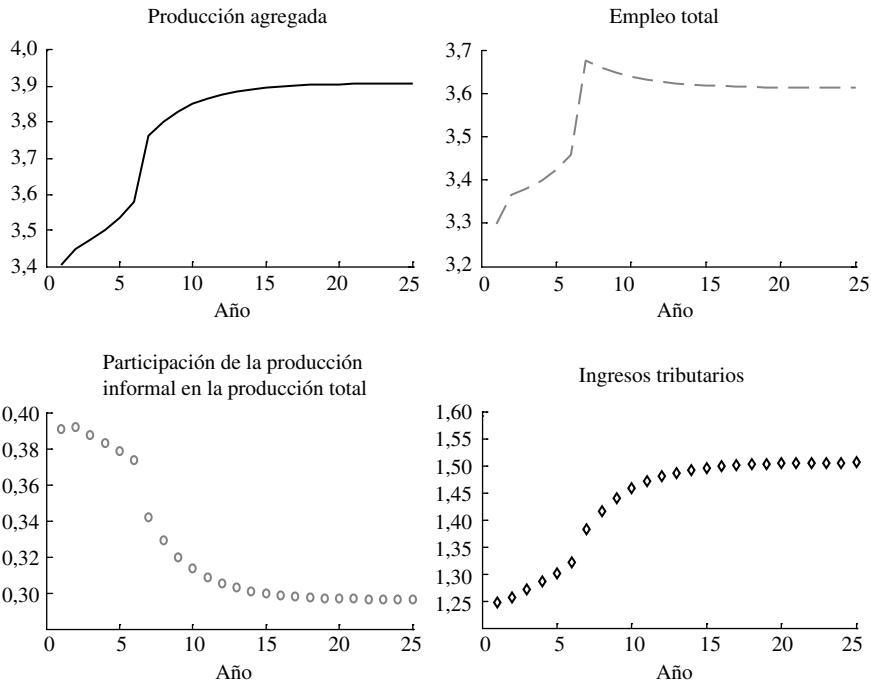 Producción agregada
4,0
3,9
3,8
3,7
3,6
3,5
3,4
0 5 10 15 20 25
Año
Empleo total
3,7
3,6
3,5
3,4
3,3
3,2
0 5 10 15 20 25
Año
Participación de la producción
informal en la producción total
0,40
0,38
0,36
0,34
0,32
0,30
0 5 10 15 20 25
Año
Ingresos tributarios
1,60
1,55
1,50
1,45
1,40
1,35
1,30
1,25
0 5 10 15 20 25
Año